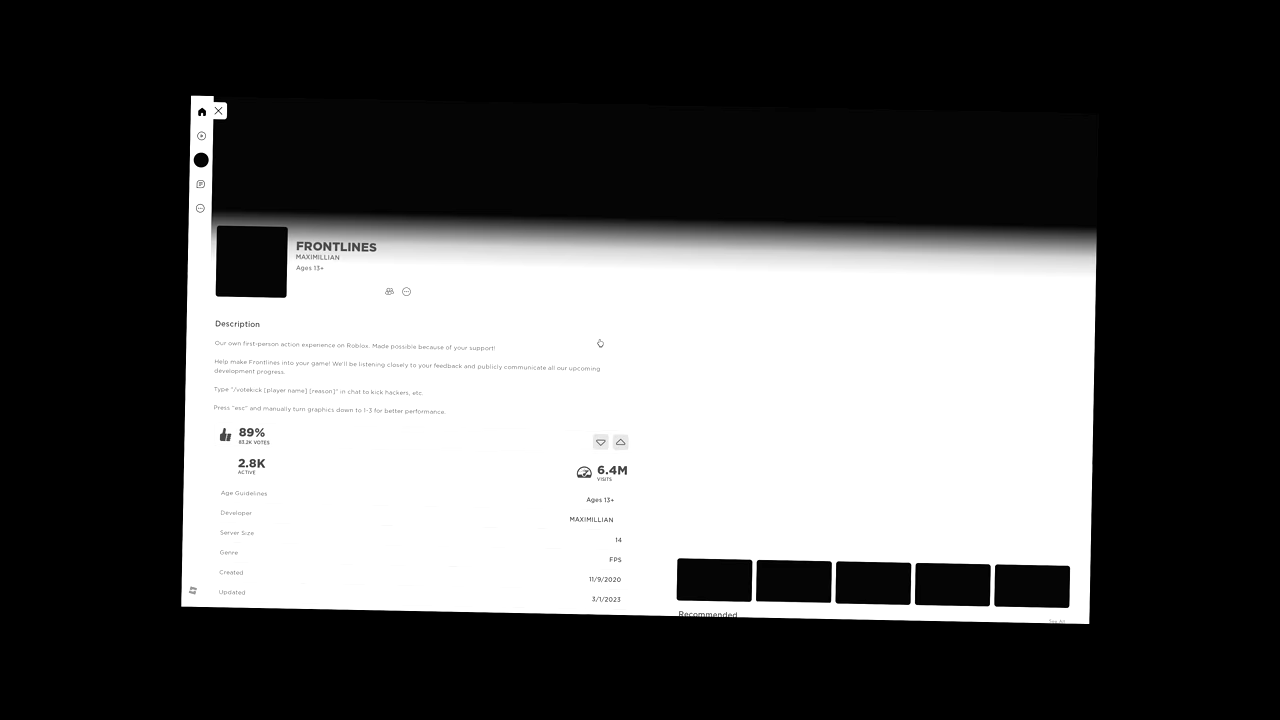 FRONTLINES
MAXIMILLIAN
Ages 13+
Description
Our own first-person action experience on Roblox. Made possible because of your support!
Help make Frontlines into your game! We'll be listening closely to your feedback and publicly communicate all our upcoming
development progress.
Type "/votekick [player name] [reason]" in chat to kick hackers, etc.
Press "esc" and manually turn graphics down to 1-3 for better performance.
89%
83.2K VOTES
2.8K
ACTIVE
6.4M
VISITS
Age Guidelines
Ages 13+
Developer
MAXIMILLIAN
Server Size
14
Genre
FPS
Created
11/9/2020
Updated
3/1/2023
Recommended
See All